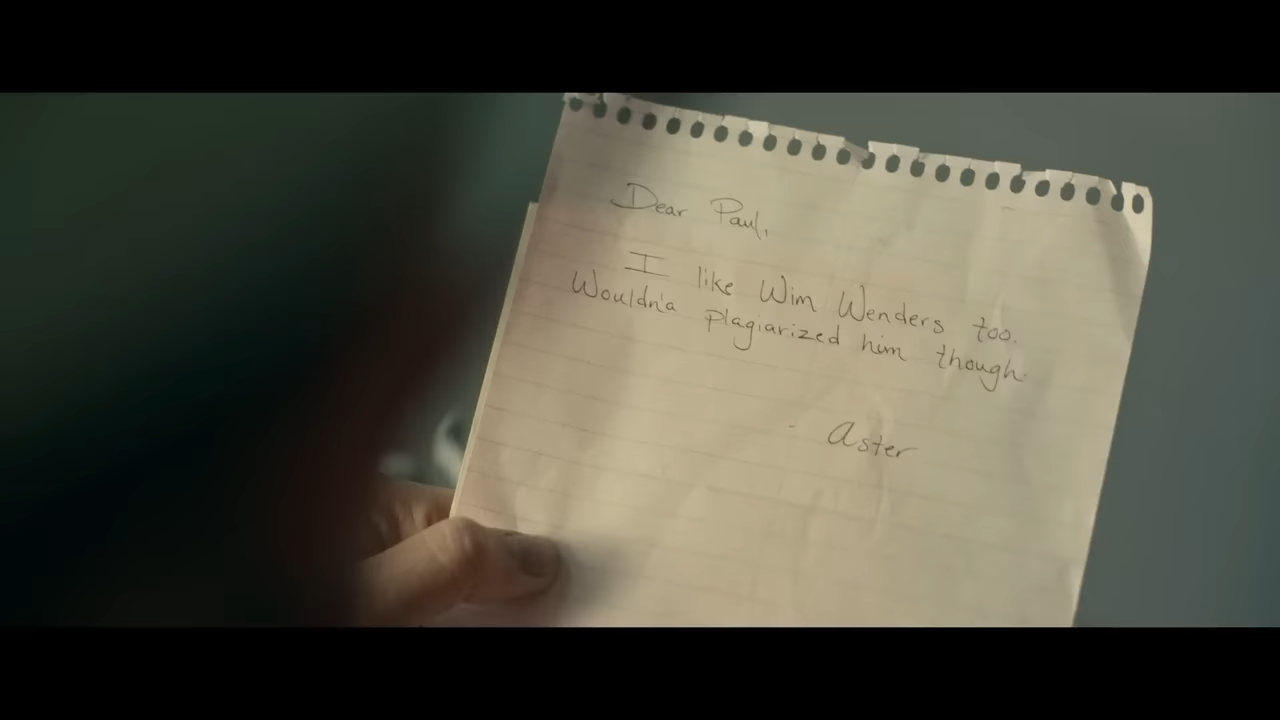 Dear Paul,
I like Wim Wenders too.
Wouldn'a plagiarized him though.
- Aster